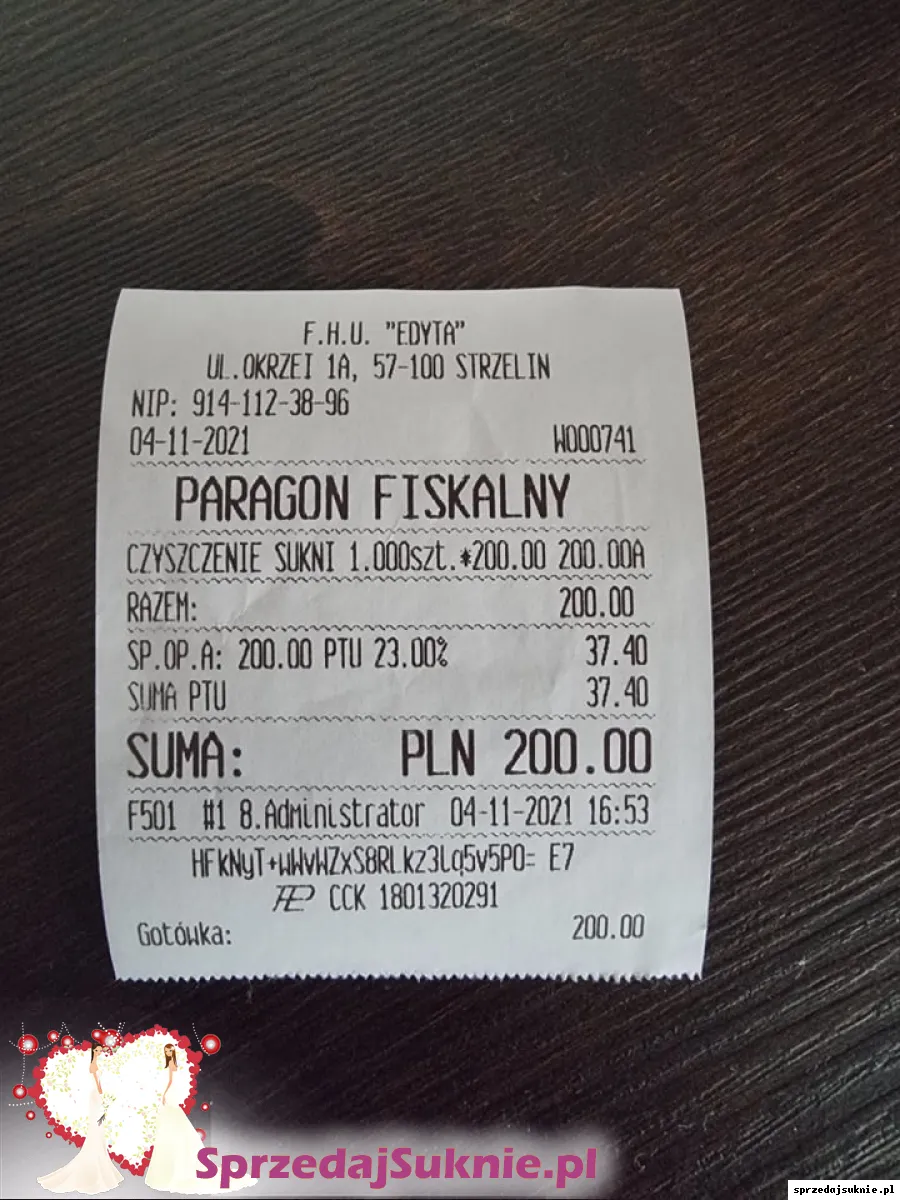 F.H.U. "EDYTA"
UL.OKRZEI 1A, 57-100 STRZELIN
NIP: 914-112-38-96
04-11-2021 W000741
PARAGON FISKALNY
CZYSZCZENIE SUKNI 1.000szt.*200.00 200.00A
RAZEM: 200.00
SP.OP.A: 200.00 PTU 23.00% 37.40
SUMA PTU 37.40
SUMA: PLN 200.00
F501 #1 8.Administrator 04-11-2021 16:53
HFkNyT+wWvWZxS8RLkz3Lq5v5P0= E7
CCK 1801320291
Gotówka: 200.00
SprzedajSuknie.pl
sprzedajsuknie.pl